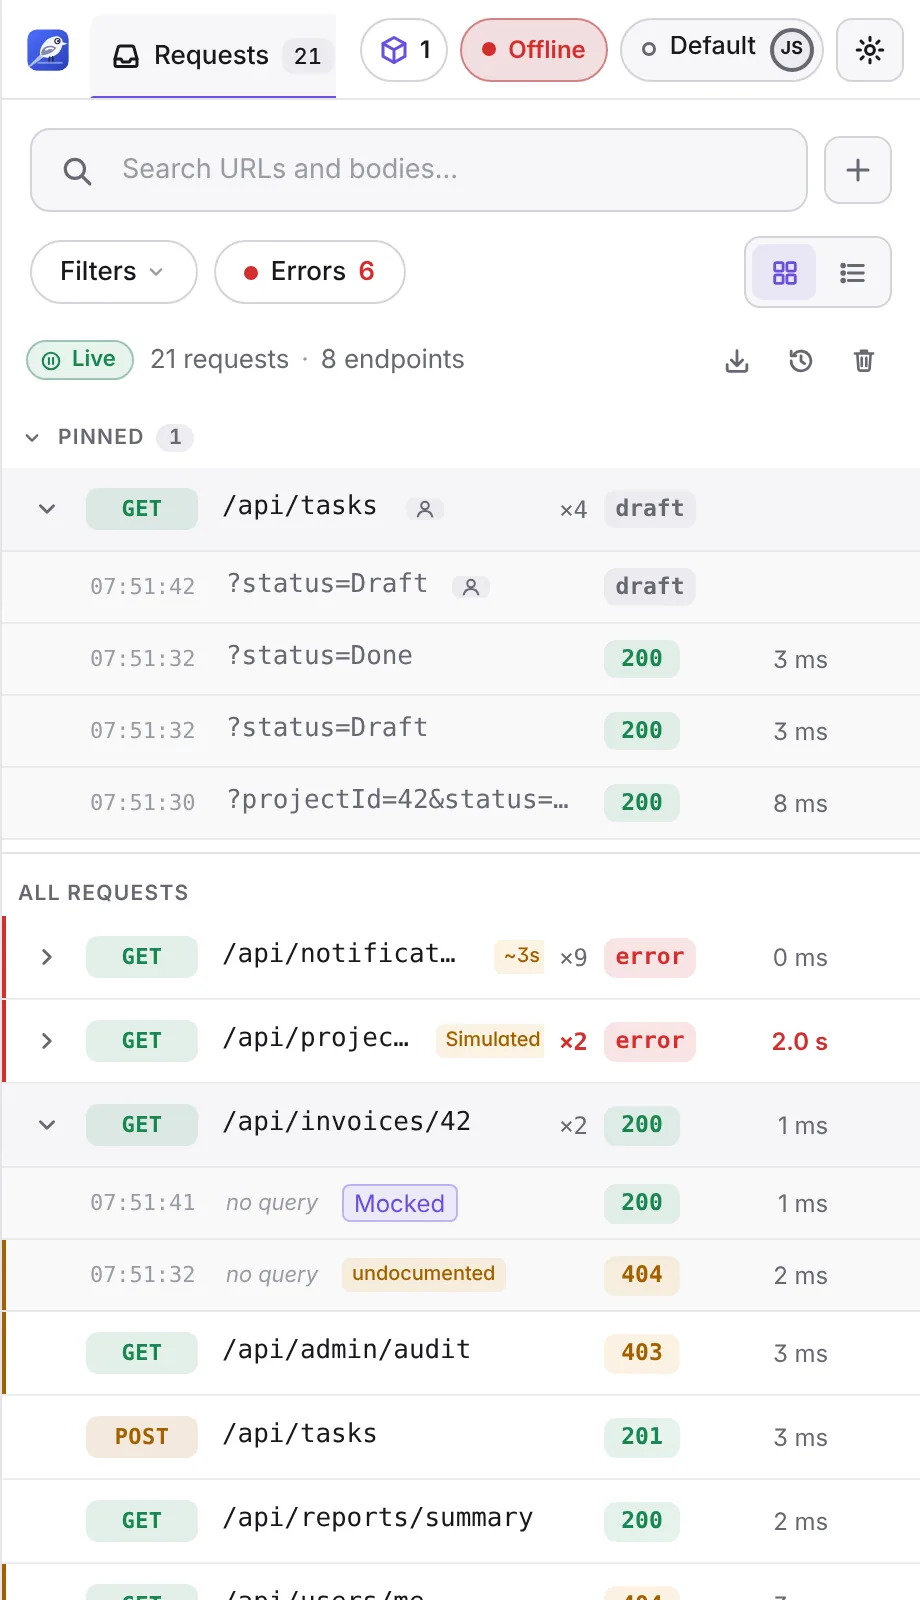 Requests 21 1 Offline Default JS
Search URLs and bodies...
Filters Errors 6
Live 21 requests · 8 endpoints
PINNED 1
GET /api/tasks ×4 draft
07:51:42 ?status=Draft draft
07:51:32 ?status=Done 200 3 ms
07:51:32 ?status=Draft 200 3 ms
07:51:30 ?projectId=42&status=… 200 8 ms
ALL REQUESTS
GET /api/notificat… ~3s ×9 error 0 ms
GET /api/projec… Simulated ×2 error 2.0 s
GET /api/invoices/42 ×2 200 1 ms
07:51:41 no query Mocked 200 1 ms
07:51:32 no query undocumented 404 2 ms
GET /api/admin/audit 403 3 ms
POST /api/tasks 201 3 ms
GET /api/reports/summary 200 2 ms
GET /api/users/me 404